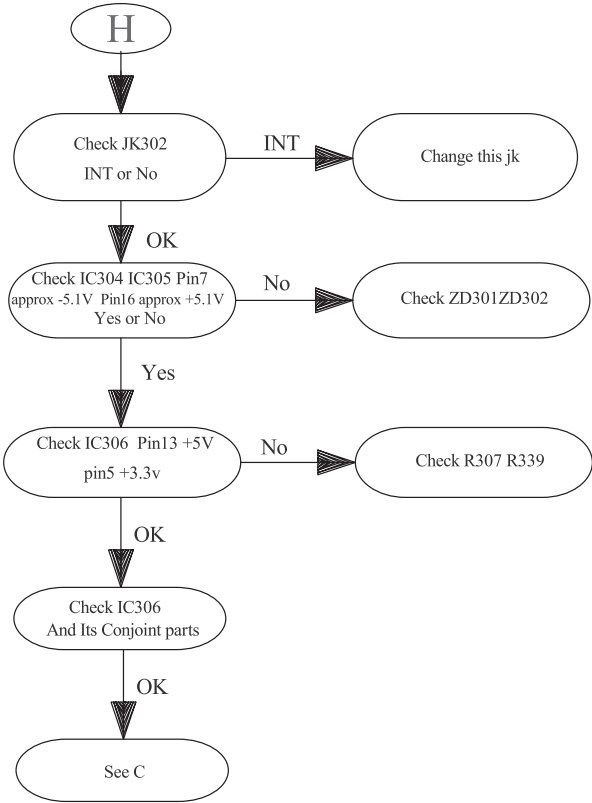 H
Check JK302
INT or No
INT
Change this jk
OK
Check IC304 IC305 Pin7
approx -5.1V Pin16 approx +5.1V
Yes or No
No
Check ZD301ZD302
Yes
Check IC306 Pin13 +5V
pin5 +3.3v
No
Check R307 R339
OK
Check IC306
And Its Conjoint parts
OK
See C